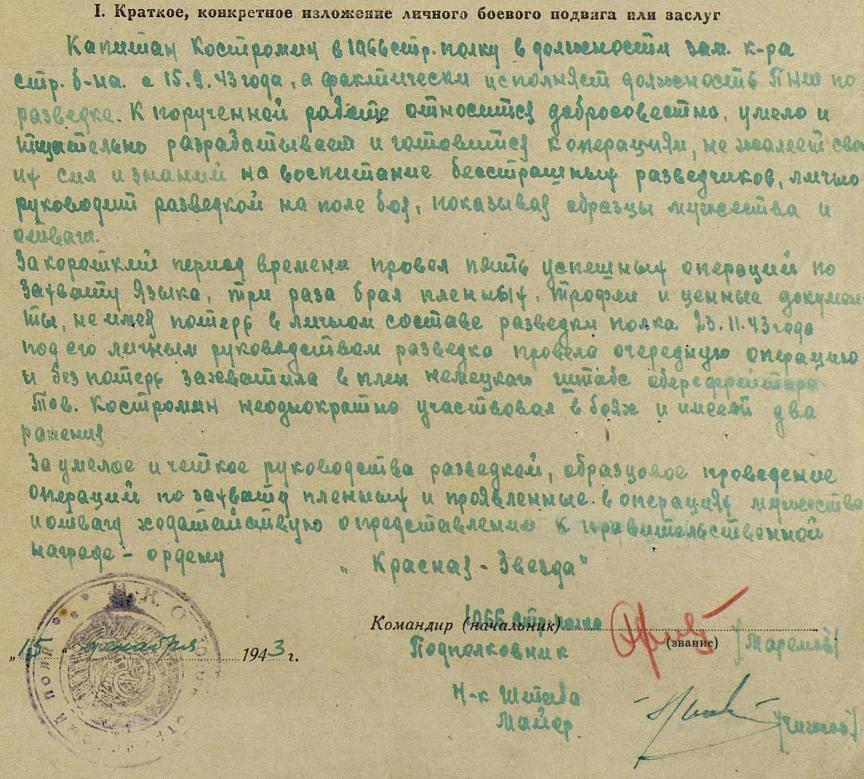 I. Краткое, конкретное изложение личного боевого подвига или заслуг
Капитан Костромин в 1066 стр. полку в должности зам. к-ра
стр. б-на с 15.9.43 года, а фактически исполняет должность ПНШ по
разведке. К порученной работе относится добросовестно, умело и
тщательно разрабатывает и готовится к операциям, не жалеет сво
их сил и знаний на воспитание бесстрашных разведчиков, лично
руководит разведкой на поле боя, показывая образцы мужества и
отваги.
За короткий период времени провел пять успешных операций по
захвату языка, три раза брал пленных, трофеи и ценные докумен
ты, не имея потерь в личном составе разведки полка. 23.11.43 года
под его личным руководством разведка провела очередную операцию
и без потерь захватила в плен немецкого штабс оберефрейтора
Тов. Костромин неоднократно участвовал в боях и имеет два
ранения
За умелое и четкое руководства разведкой, образцовое проведение
операций по захвату пленных и проявленные в операциях мужество
и отвагу ходатайствую о представлении к правительственной
награде - ордену „Красная - Звезда"
Командир (начальник) 1066 стр. полка
Подполковник (звание)
„15" декабря 1943 г.
Н-к Штаба
Майор
Н.К.О.